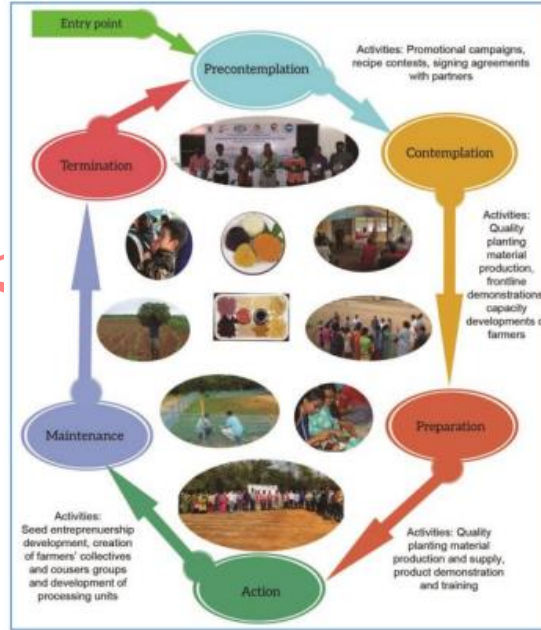 Entry point
Precontemplation
Activities: Promotional campaigns,
recipe contests, signing agreements
with partners
Termination
Contemplation
Activities:
Quality
planting
material
production,
frontline
demonstrations
capacity
developments o
farmers
Maintenance
Preparation
Activities:
Seed entreprenuership
development, creation
of farmers' collectives
and cousers groups
and development of
processing units
Activities: Quality
planting material
production and supply,
product demonstration
and training
Action